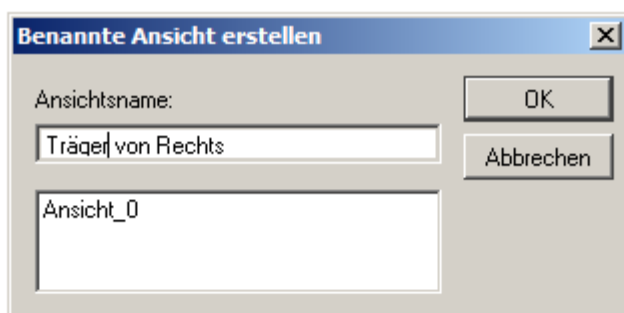 Benannte Ansicht erstellen
Ansichtsname:
OK
Träger von Rechts
Abbrechen
Ansicht_0